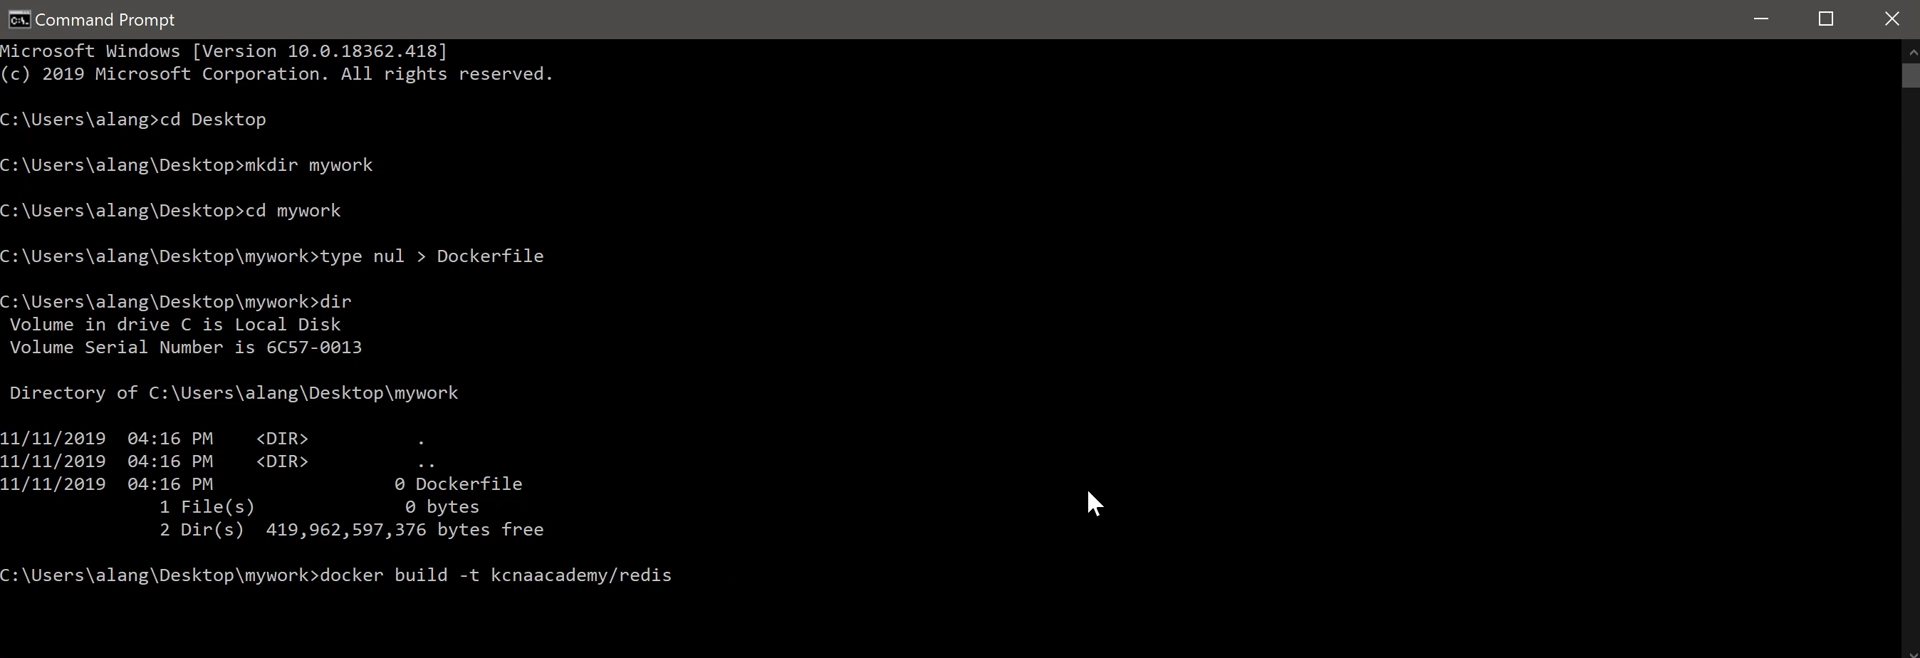 Command Prompt
Microsoft Windows [Version 10.0.18362.418]
(c) 2019 Microsoft Corporation. All rights reserved.
C:\Users\alang>cd Desktop
C:\Users\alang\Desktop>mkdir mywork
C:\Users\alang\Desktop>cd mywork
C:\Users\alang\Desktop\mywork>type nul > Dockerfile
C:\Users\alang\Desktop\mywork>dir
Volume in drive C is Local Disk
Volume Serial Number is 6C57-0013
Directory of C:\Users\alang\Desktop\mywork
11/11/2019  04:16 PM    <DIR>          .
11/11/2019  04:16 PM    <DIR>          ..
11/11/2019  04:16 PM                 0 Dockerfile
1 File(s)              0 bytes
2 Dir(s)  419,962,597,376 bytes free
C:\Users\alang\Desktop\mywork>docker build -t kcnaacademy/redis